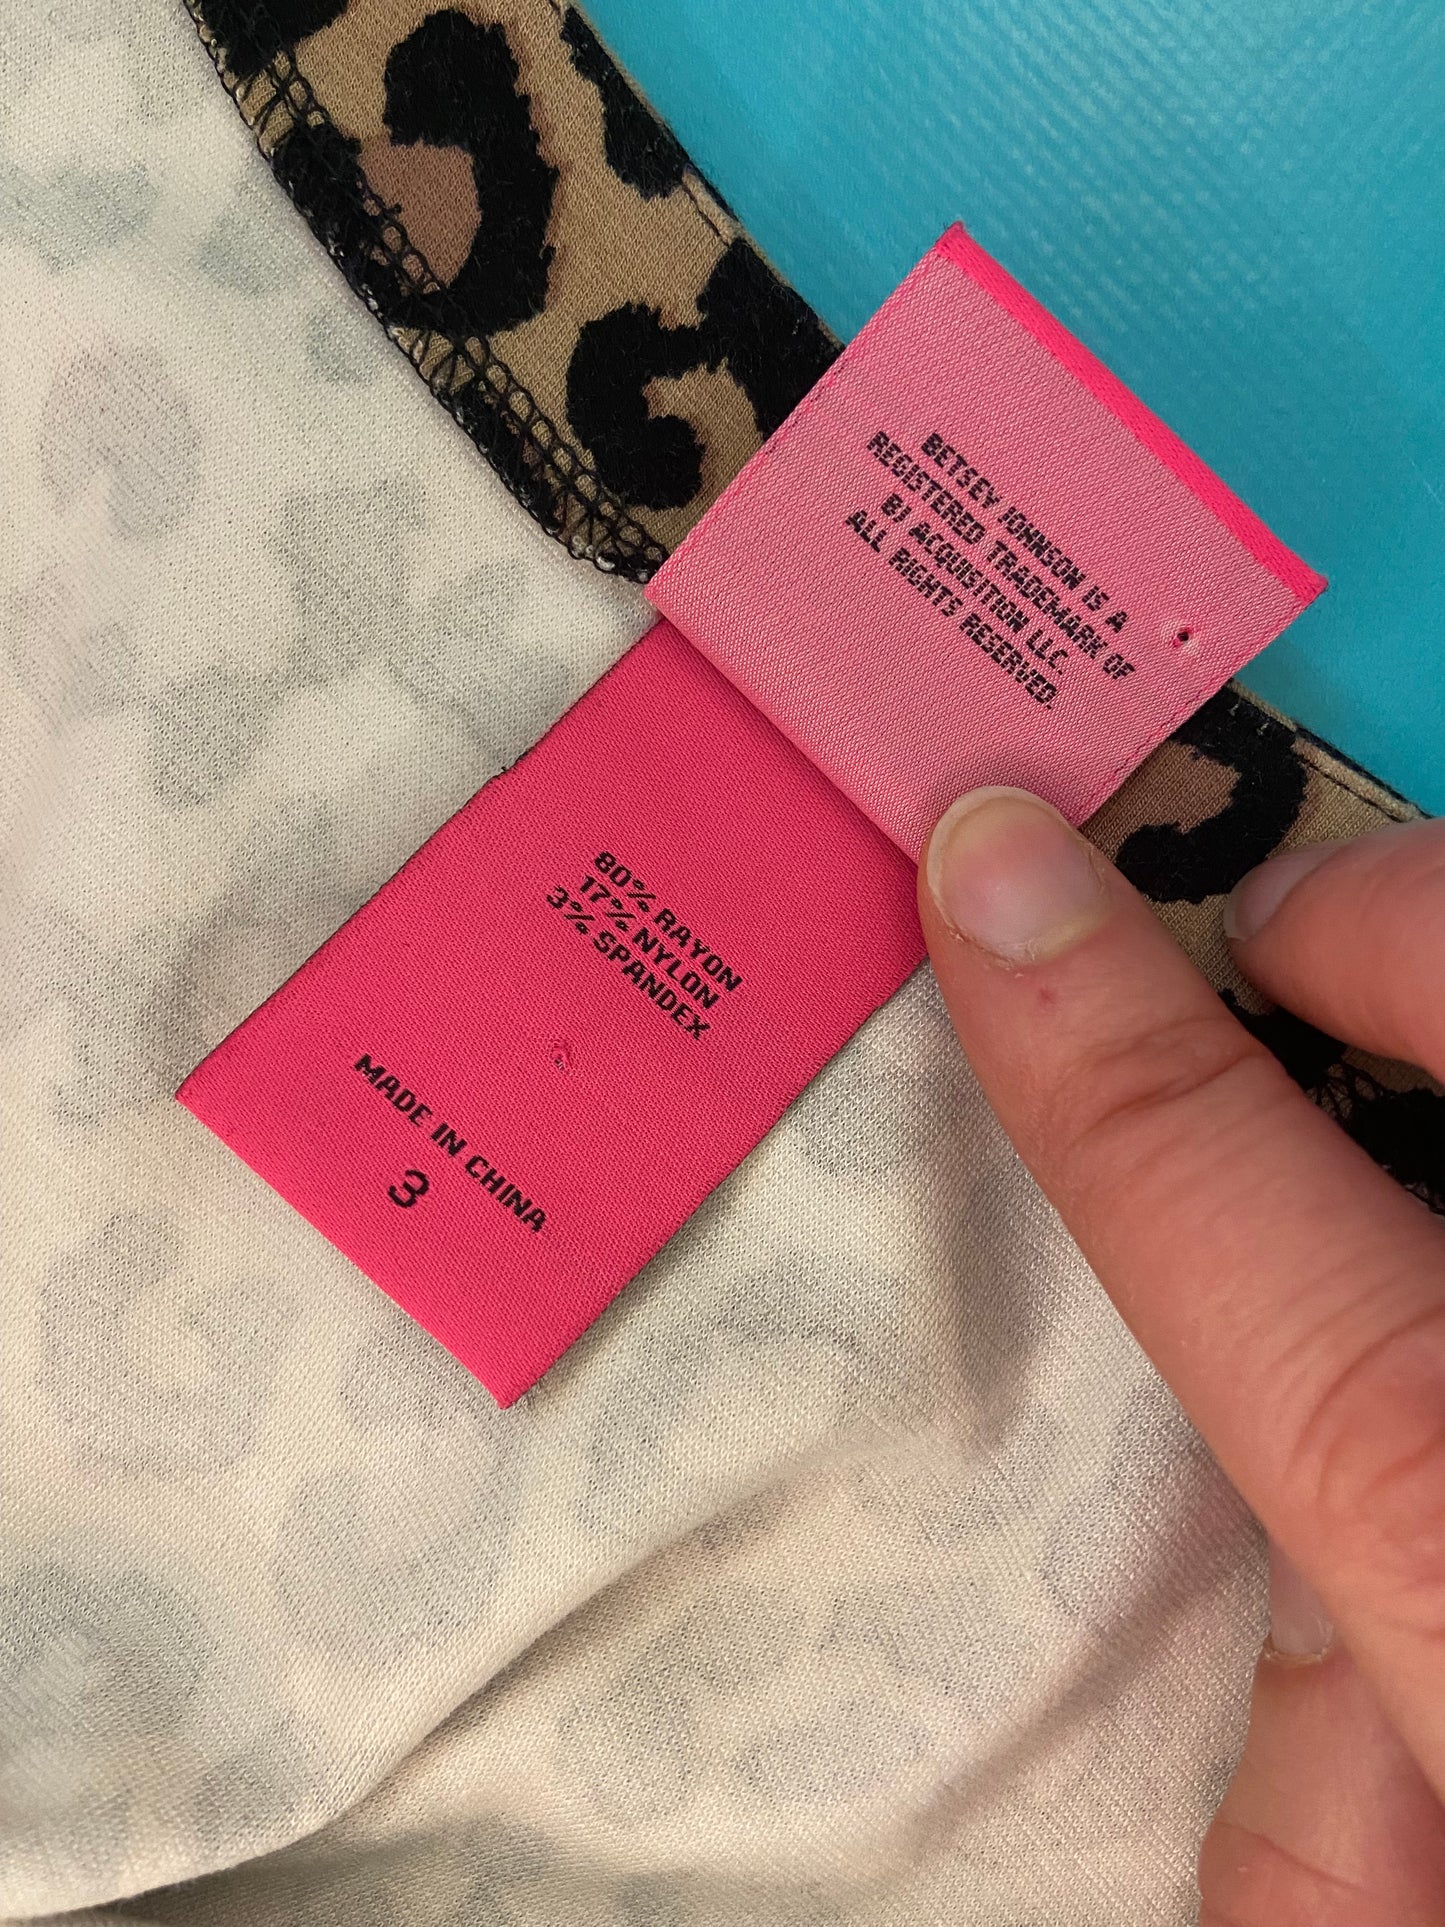 BETSEY JOHNSON IS A
REGISTERED TRADEMARK OF
BJ ACQUISITION LLC.
ALL RIGHTS RESERVED.
80% RAYON
17% NYLON
3% SPANDEX
MADE IN CHINA
3